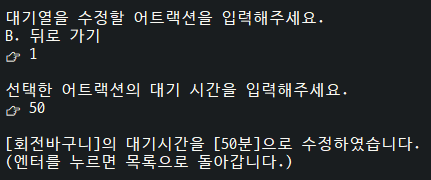 대기열을 수정할 어트랙션을 입력해주세요.
B. 뒤로 가기
👉 1
선택한 어트랙션의 대기 시간을 입력해주세요.
👉 50
[회전바구니]의 대기시간을 [50분]으로 수정하였습니다.
(엔터를 누르면 목록으로 돌아갑니다.)